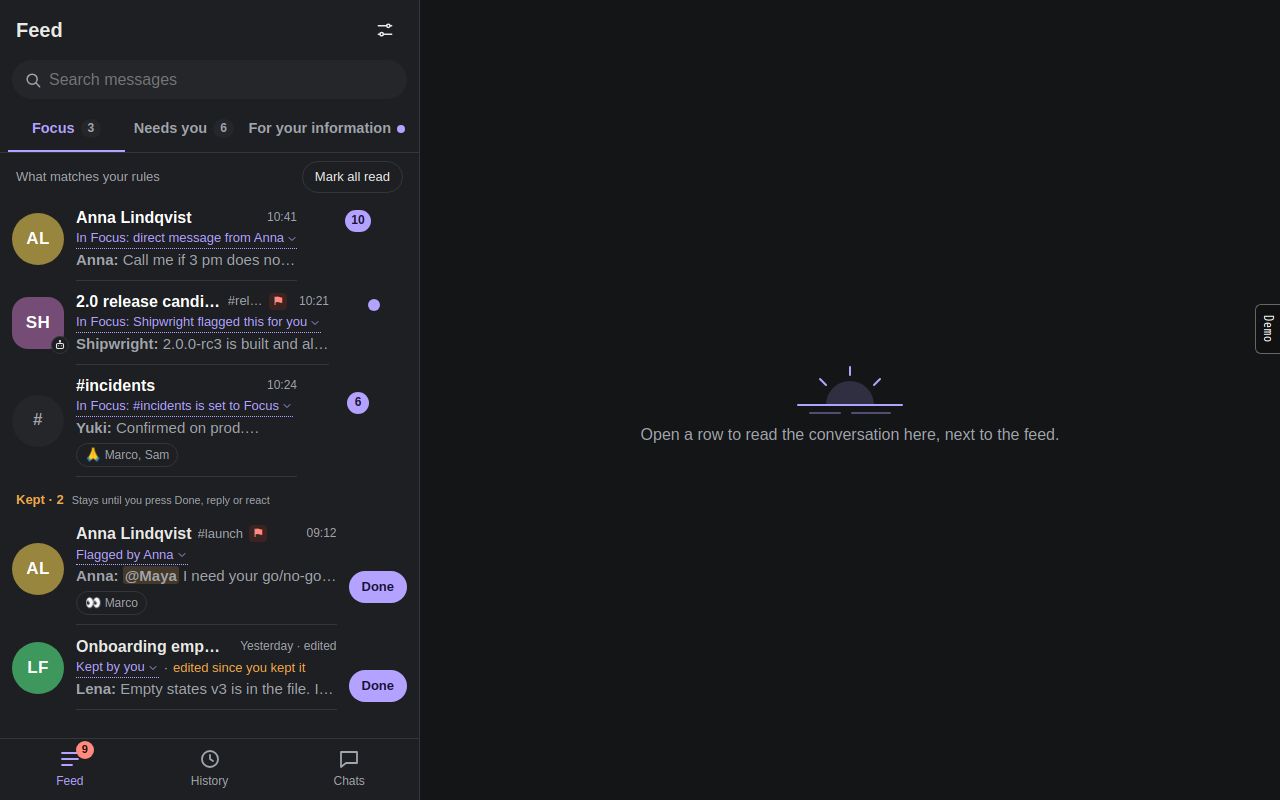 Feed
Search messages
Focus 3 Needs you 6 For your information
What matches your rules Mark all read
AL Anna Lindqvist 10:41 10
In Focus: direct message from Anna
Anna: Call me if 3 pm does no…
SH 2.0 release candi… #rel… 10:21
In Focus: Shipwright flagged this for you
Shipwright: 2.0.0-rc3 is built and al…
# #incidents 10:24 6
In Focus: #incidents is set to Focus
Yuki: Confirmed on prod.…
🙏 Marco, Sam
Kept · 2 Stays until you press Done, reply or react
AL Anna Lindqvist #launch 09:12
Flagged by Anna
Anna: @Maya I need your go/no-go… Done
👀 Marco
LF Onboarding emp… Yesterday · edited
Kept by you · edited since you kept it
Lena: Empty states v3 is in the file. I… Done
9
Feed History Chats
Open a row to read the conversation here, next to the feed.
Demo